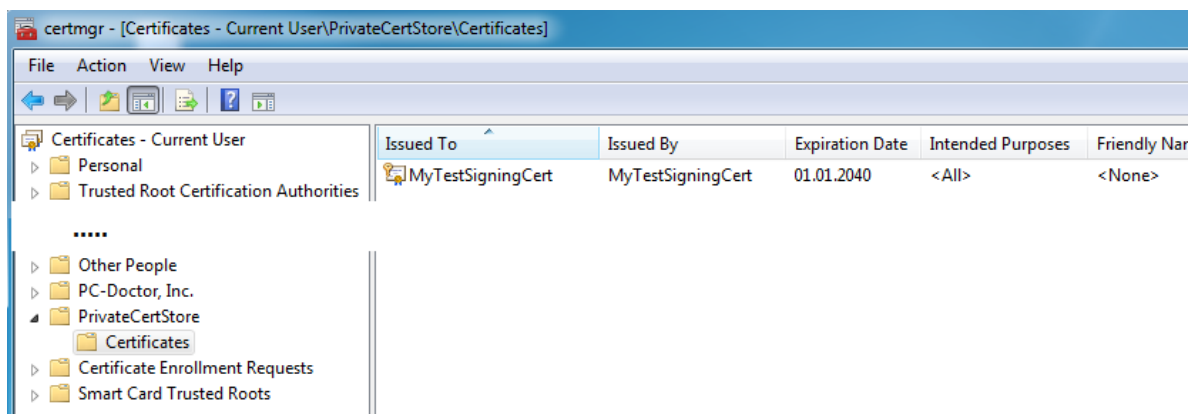 certmgr - [Certificates - Current User\PrivateCertStore\Certificates]
File Action View Help
Certificates - Current User
Personal
Trusted Root Certification Authorities
.....
Other People
PC-Doctor, Inc.
PrivateCertStore
Certificates
Certificate Enrollment Requests
Smart Card Trusted Roots
Issued To Issued By Expiration Date Intended Purposes Friendly Nar
MyTestSigningCert MyTestSigningCert 01.01.2040 <All> <None>